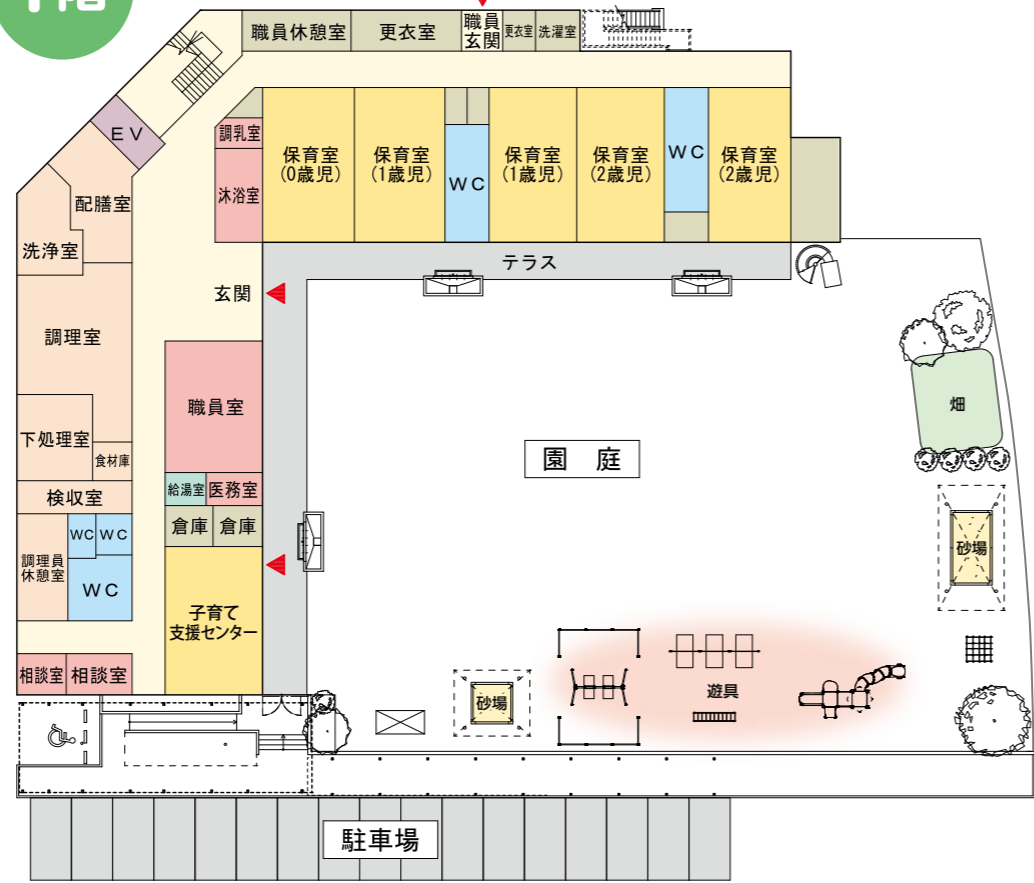 1階
職員休憩室
更衣室
職員
玄関
更衣室
洗濯室
EV
調乳室
沐浴室
保育室
(0歳児)
保育室
(1歳児)
WC
保育室
(1歳児)
保育室
(2歳児)
WC
保育室
(2歳児)
配膳室
洗浄室
テラス
玄関
調理室
職員室
畑
園庭
下処理室
食材庫
検収室
給湯室
医務室
倉庫
倉庫
WC
WC
調理員
休憩室
WC
砂場
子育て
支援センター
相談室
相談室
砂場
遊具
駐車場